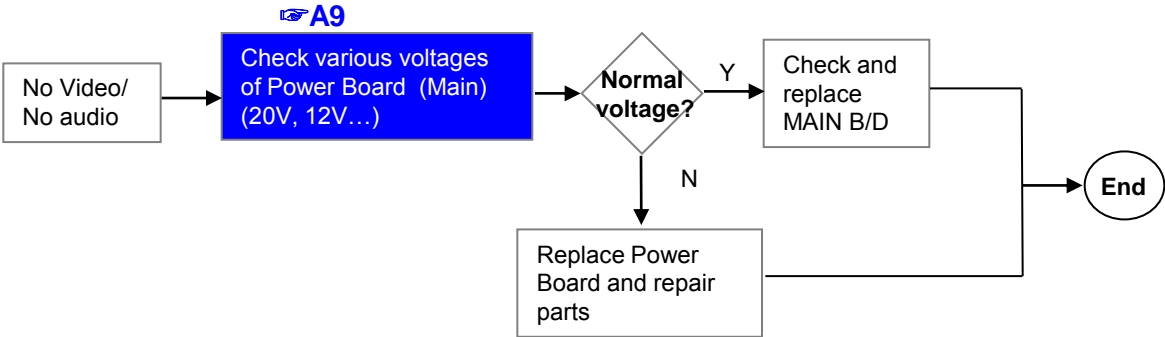 ☞A9
No Video/
No audio
Check various voltages
of Power Board (Main)
(20V, 12V…)
Normal
voltage?
Y
Check and
replace
MAIN B/D
N
Replace Power
Board and repair
parts
End